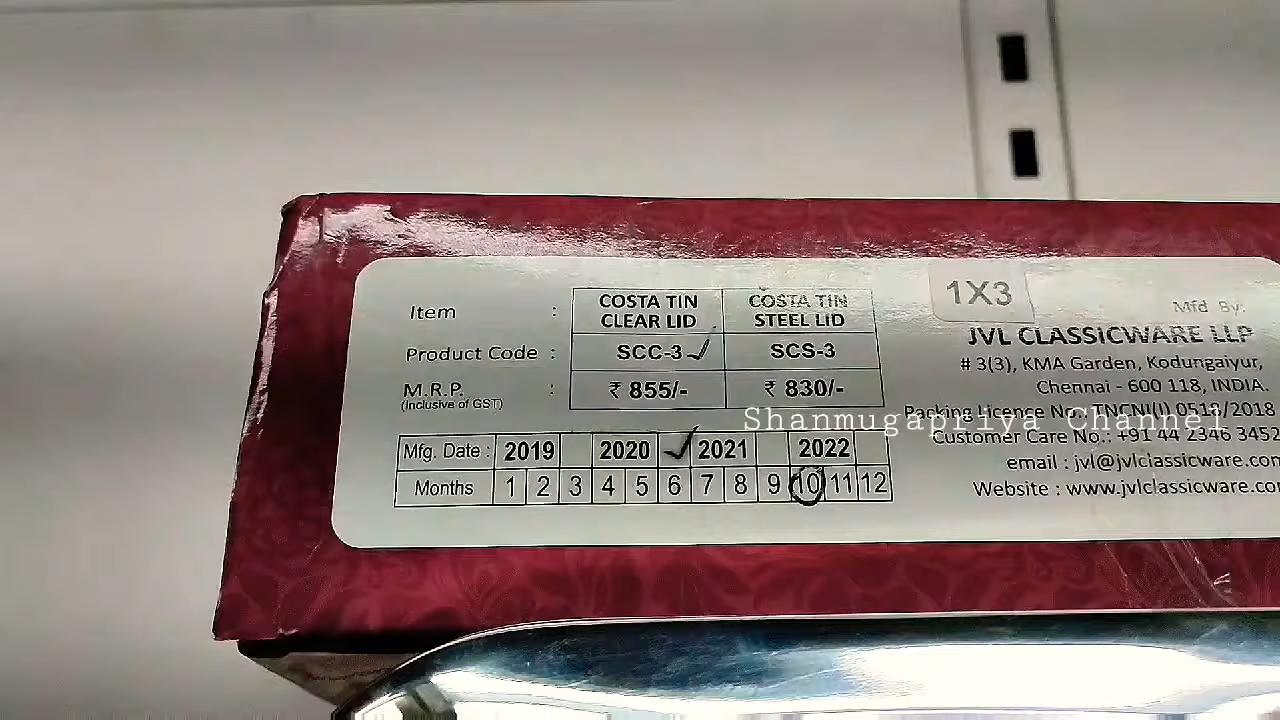 Item : COSTA TIN CLEAR LID COSTA TIN STEEL LID
Product Code : SCC-3 ✓ SCS-3
M.R.P. : ₹ 855/- ₹ 830/-
(Inclusive of GST)
Mfg. Date : 2019 2020 ✓ 2021 2022
Months 1 2 3 4 5 6 7 8 9 10 11 12
1X3
Mfd By:
JVL CLASSICWARE LLP
# 3(3), KMA Garden, Kodungaiyur,
Chennai - 600 118, INDIA.
Packing Licence No.: TNCNI(I) 0518/2018
Customer Care No.: +91 44 2346 3452
email : jvl@jvlclassicware.com
Website : www.jvlclassicware.com
Shanmugapriya Channel